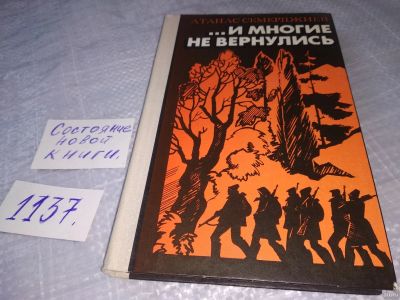 АТАНАС СЕМЕРДЖИЕВ
...И МНОГИЕ
НЕ ВЕРНУЛИСЬ
Состояние
новой
книги.
1137.